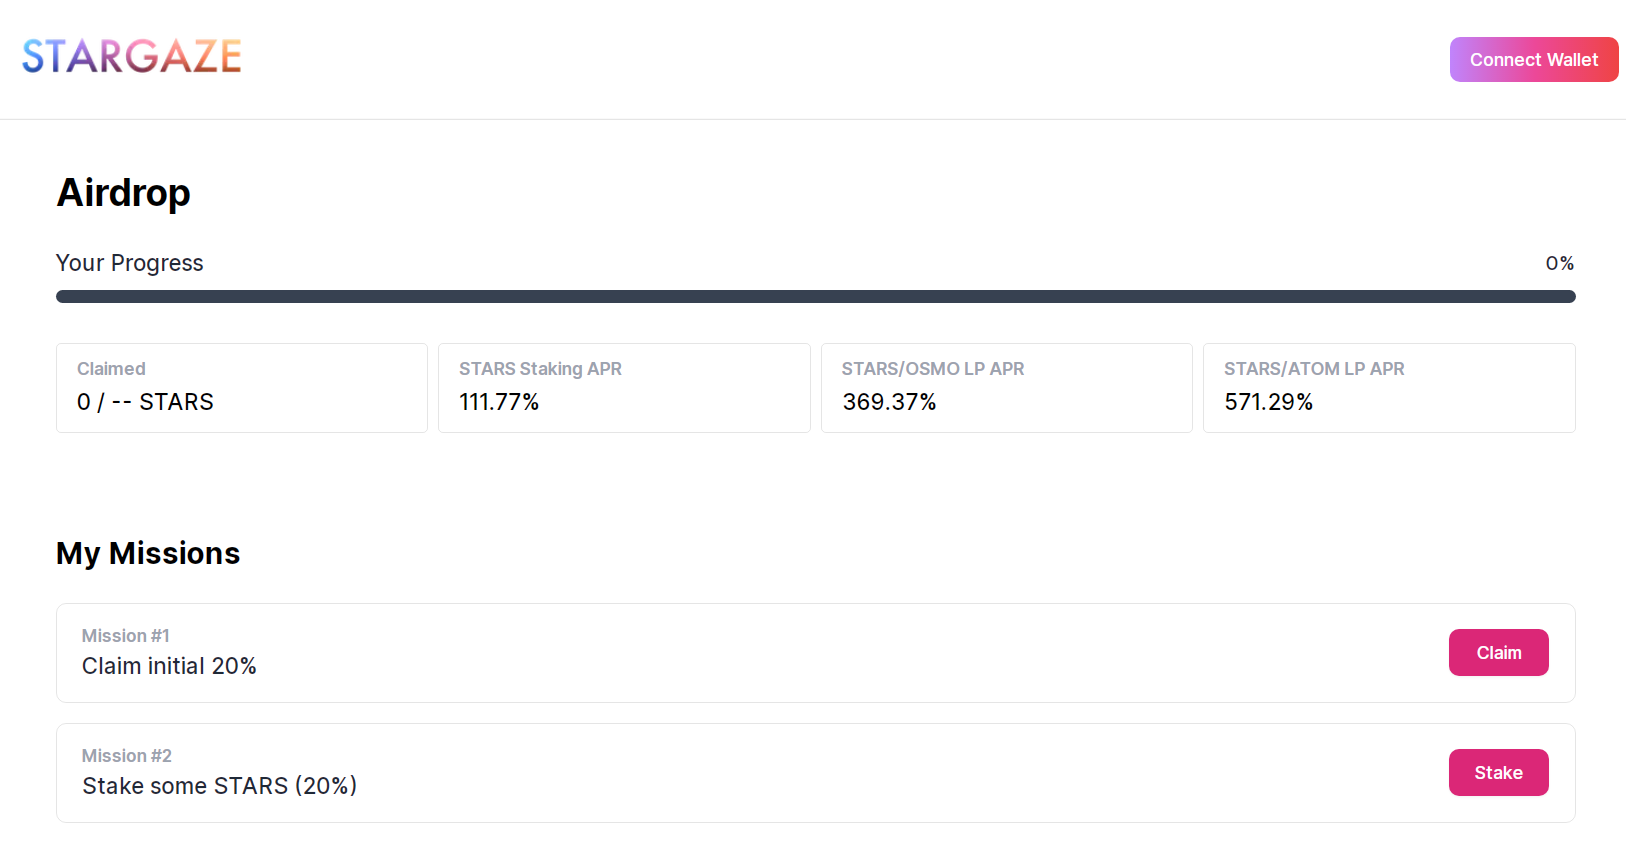 STARGAZE
Connect Wallet
Airdrop
Your Progress
0%
Claimed
0 / -- STARS
STARS Staking APR
111.77%
STARS/OSMO LP APR
369.37%
STARS/ATOM LP APR
571.29%
My Missions
Mission #1
Claim initial 20%
Claim
Mission #2
Stake some STARS (20%)
Stake